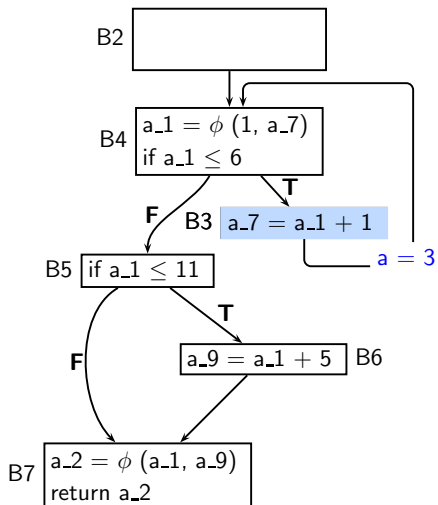 B2
B4
a_1 = ϕ (1, a_7)
if a_1 ≤ 6
F
T
B3
a_7 = a_1 + 1
a = 3
B5
if a_1 ≤ 11
F
T
a_9 = a_1 + 5
B6
B7
a_2 = ϕ (a_1, a_9)
return a_2